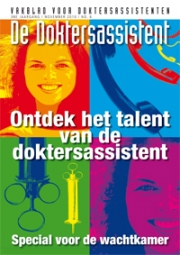 VAKBLAD VOOR DOKTERSASSISTENTEN
De Doktersassistent
Ontdek het talent
van de
doktersassistent
Special voor de wachtkamer